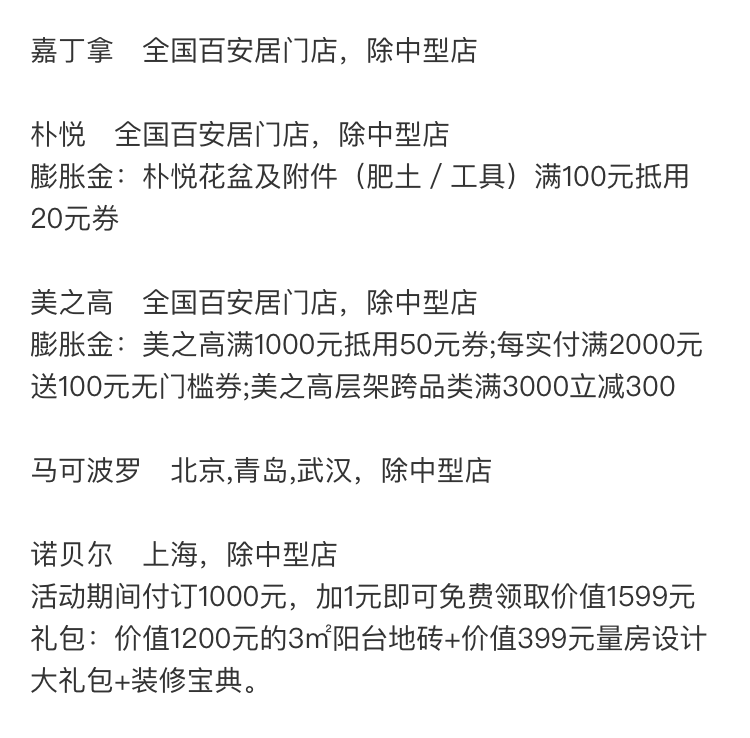 嘉丁拿　全国百安居门店，除中型店
朴悦　全国百安居门店，除中型店
膨胀金：朴悦花盆及附件（肥土／工具）满100元抵用
20元券
美之高　全国百安居门店，除中型店
膨胀金：美之高满1000元抵用50元券;每实付满2000元
送100元无门槛券;美之高层架跨品类满3000立减300
马可波罗　北京,青岛,武汉，除中型店
诺贝尔　上海，除中型店
活动期间付订1000元，加1元即可免费领取价值1599元
礼包：价值1200元的3㎡阳台地砖+价值399元量房设计
大礼包+装修宝典。